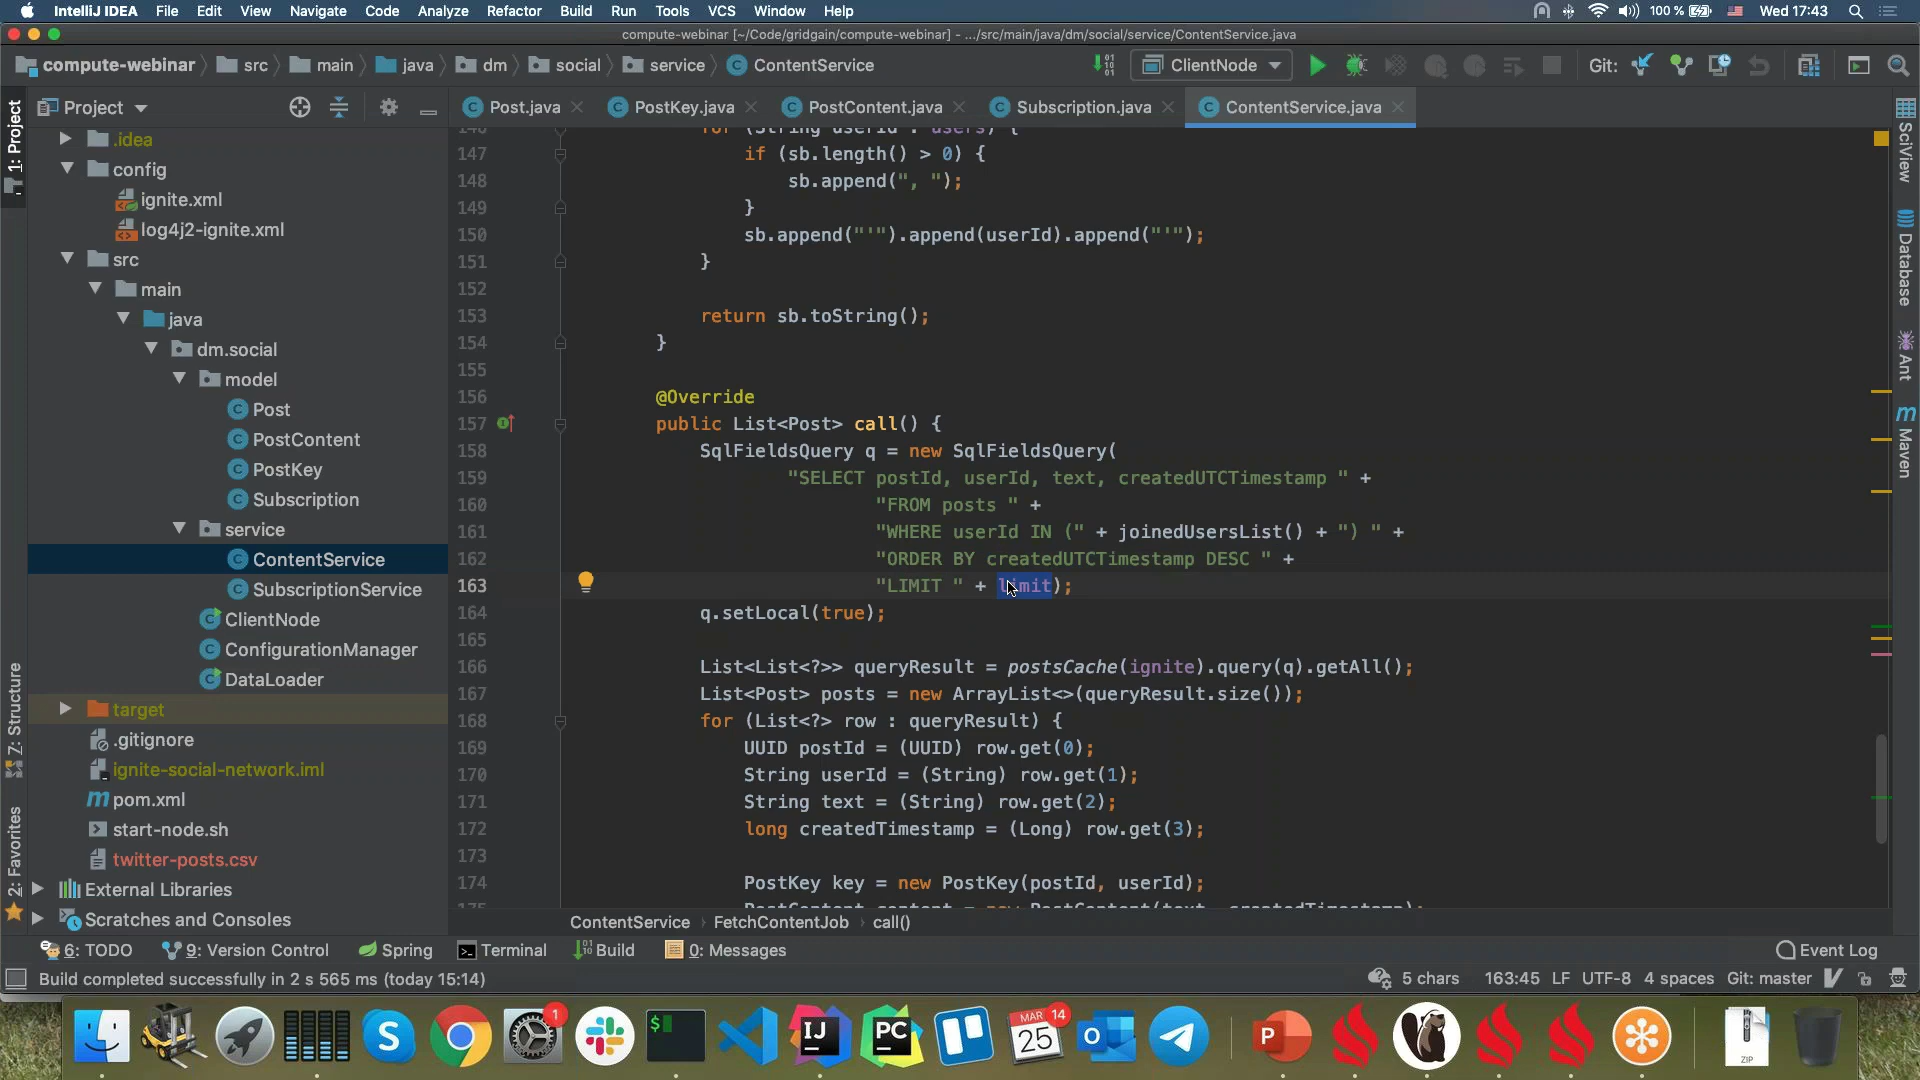 IntelliJ IDEA File Edit View Navigate Code Analyze Refactor Build Run Tools VCS Window Help 100 % Wed 17:43
compute-webinar [~/Code/gridgain/compute-webinar] - .../src/main/java/dm/social/service/ContentService.java
compute-webinar src main java dm social service ContentService ClientNode Git:
Project Post.java PostKey.java PostContent.java Subscription.java ContentService.java
1: Project
7: Structure
2: Favorites
.idea
config
ignite.xml
log4j2-ignite.xml
src
main
java
dm.social
model
Post
PostContent
PostKey
Subscription
service
ContentService
SubscriptionService
ClientNode
ConfigurationManager
DataLoader
target
.gitignore
ignite-social-network.iml
pom.xml
start-node.sh
twitter-posts.csv
External Libraries
Scratches and Consoles
for (String userId : users) {
147 if (sb.length() > 0) {
148 sb.append(", ");
149 }
150 sb.append("'").append(userId).append("'");
151 }
152
153 return sb.toString();
154 }
155
156 @Override
157 public List<Post> call() {
158 SqlFieldsQuery q = new SqlFieldsQuery(
159 "SELECT postId, userId, text, createdUTCTimestamp " +
160 "FROM posts " +
161 "WHERE userId IN (" + joinedUsersList() + ") " +
162 "ORDER BY createdUTCTimestamp DESC " +
163 "LIMIT " + limit);
164 q.setLocal(true);
165
166 List<List<?>> queryResult = postsCache(ignite).query(q).getAll();
167 List<Post> posts = new ArrayList<>(queryResult.size());
168 for (List<?> row : queryResult) {
169 UUID postId = (UUID) row.get(0);
170 String userId = (String) row.get(1);
171 String text = (String) row.get(2);
172 long createdTimestamp = (Long) row.get(3);
173
174 PostKey key = new PostKey(postId, userId);
ContentService FetchContentJob call()
SciView
Database
Ant
Maven
6: TODO 9: Version Control Spring Terminal Build 0: Messages Event Log
Build completed successfully in 2 s 565 ms (today 15:14) 5 chars 163:45 LF UTF-8 4 spaces Git: master
1 $ IJ PC MAR 25 14 P ZIP